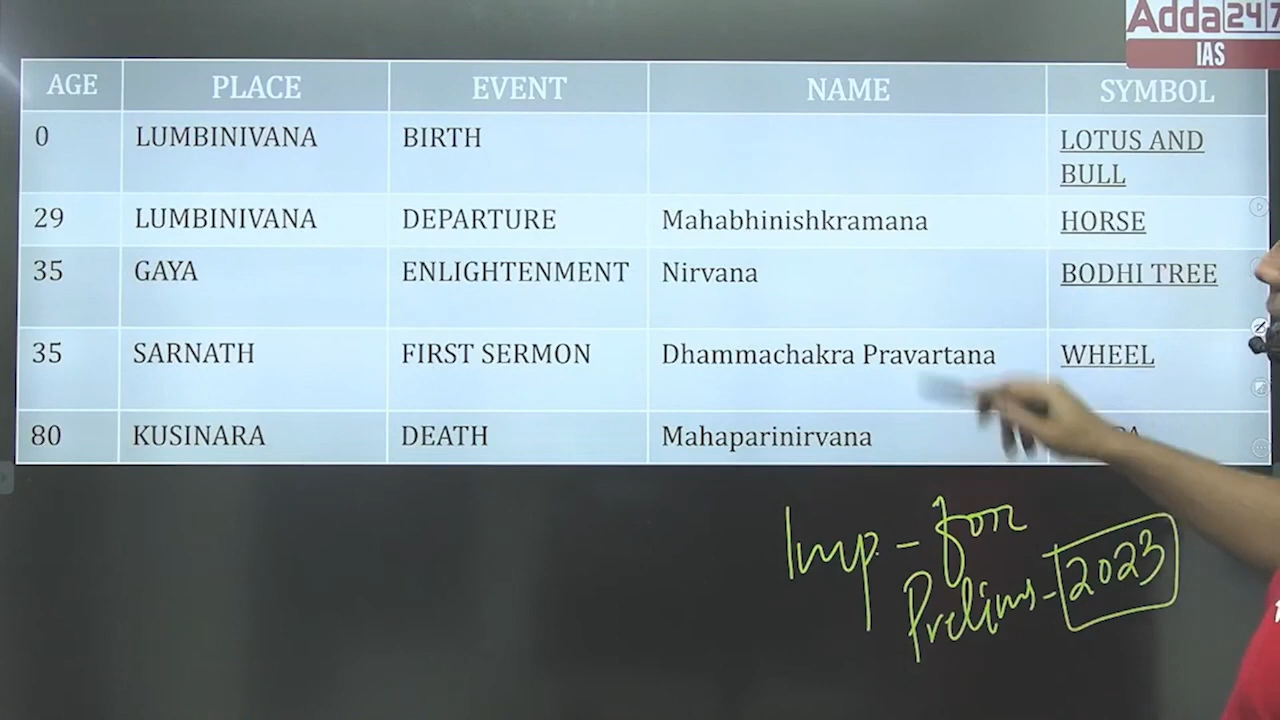 Adda247
IAS
AGE PLACE EVENT NAME SYMBOL
0 LUMBINIVANA BIRTH LOTUS AND
BULL
29 LUMBINIVANA DEPARTURE Mahabhinishkramana HORSE
35 GAYA ENLIGHTENMENT Nirvana BODHI TREE
35 SARNATH FIRST SERMON Dhammachakra Pravartana WHEEL
80 KUSINARA DEATH Mahaparinirvana
Imp - for
Prelims - 2023